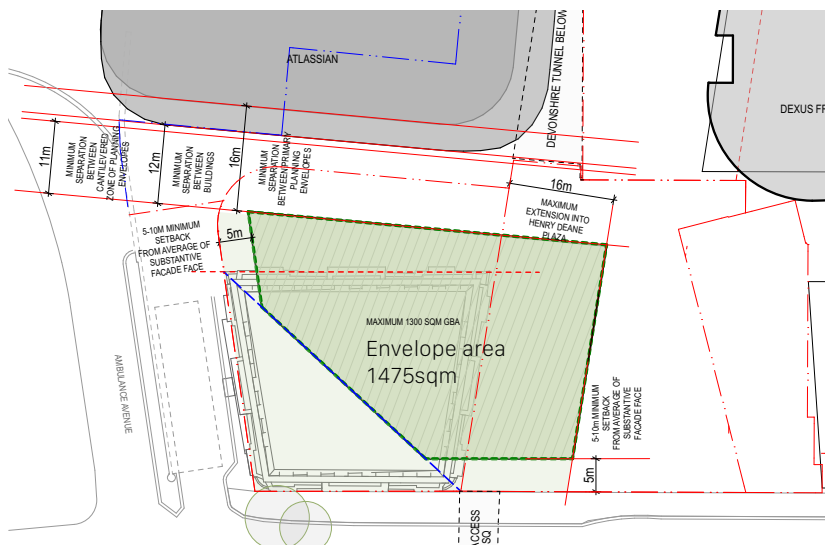 ATLASSIAN
DEVONSHIRE TUNNEL BELOW
DEXUS FR
11m
MINIMUM
SEPARATION
BETWEEN
CANTILEVERED
ZONE OF PLANNING
ENVELOPES
12m
MINIMUM
SEPARATION
BETWEEN
BUILDINGS
16m
MINIMUM
SEPARATION
BETWEEN PRIMARY
PLANNING
ENVELOPES
16m
MAXIMUM
EXTENSION INTO
HENRY DEANE
PLAZA
5-10M MINIMUM
SETBACK
FROM AVERAGE OF
SUBSTANTIVE
FACADE FACE
5m
MAXIMUM 1300 SQM GBA
Envelope area
1475sqm
AMBULANCE AVENUE
5-10m MINIMUM
SETBACK
FROM AVERAGE OF
SUBSTANTIVE
FACADE FACE
5m
ACCESS
SQ